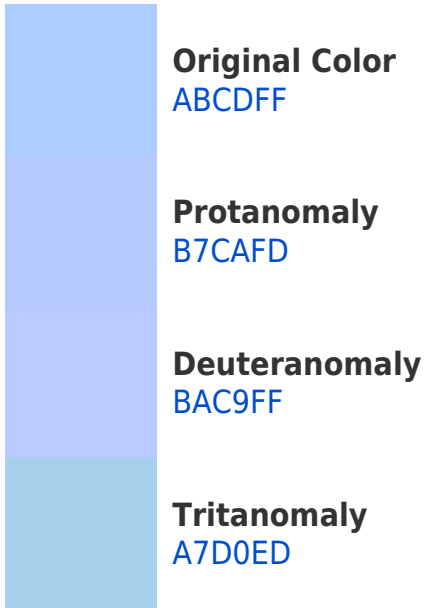 Original Color
ABCDFF
Protanomaly
B7CAFD
Deuteranomaly
BAC9FF
Tritanomaly
A7D0ED